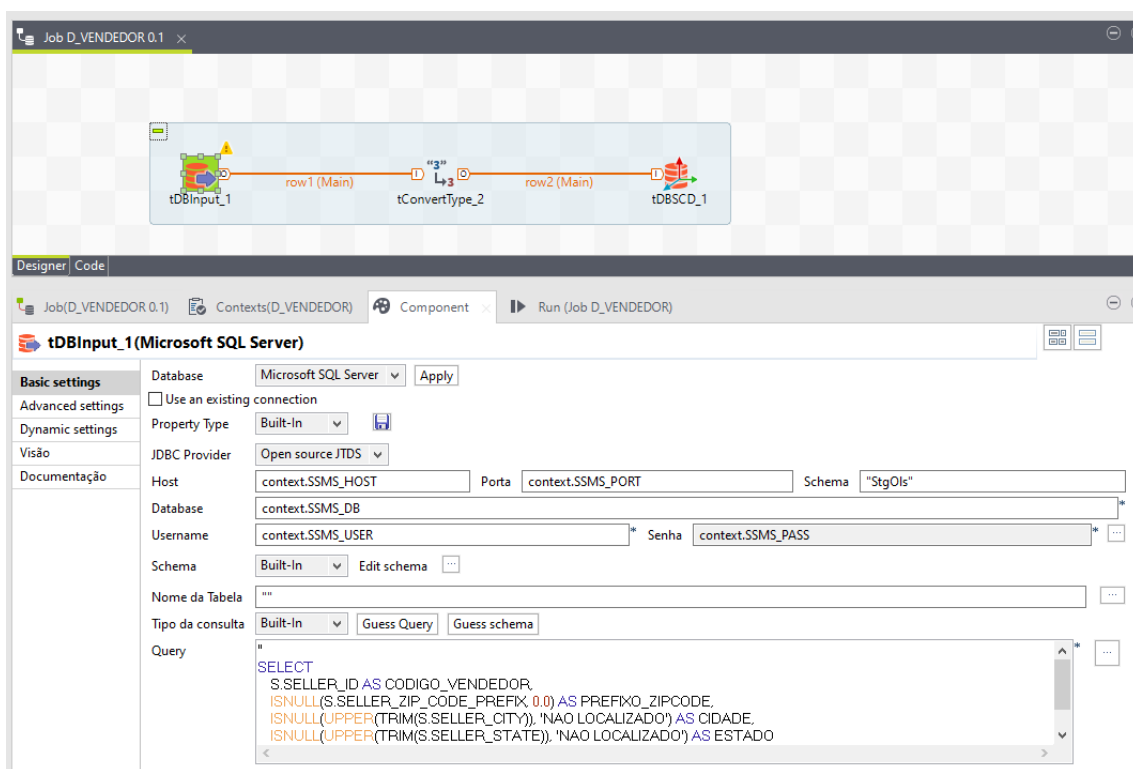 Job D_VENDEDOR 0.1
"3"
3
row1 (Main)
row2 (Main)
tDBInput_1
tConvertType_2
tDBSCD_1
Designer Code
Job(D_VENDEDOR 0.1) Contexts(D_VENDEDOR) Component Run (Job D_VENDEDOR)
tDBInput_1(Microsoft SQL Server)
Basic settings
Advanced settings
Dynamic settings
Visão
Documentação
Database Microsoft SQL Server Apply
Use an existing connection
Property Type Built-In
JDBC Provider Open source JTDS
Host context.SSMS_HOST Porta context.SSMS_PORT Schema "StgOls"
Database context.SSMS_DB *
Username context.SSMS_USER * Senha context.SSMS_PASS * ...
Schema Built-In Edit schema ...
Nome da Tabela "" ...
Tipo da consulta Built-In Guess Query Guess schema
Query " * ...
SELECT
S.SELLER_ID AS CODIGO_VENDEDOR,
ISNULL(S.SELLER_ZIP_CODE_PREFIX, 0.0) AS PREFIXO_ZIPCODE,
ISNULL(UPPER(TRIM(S.SELLER_CITY)), 'NAO LOCALIZADO') AS CIDADE,
ISNULL(UPPER(TRIM(S.SELLER_STATE)), 'NAO LOCALIZADO') AS ESTADO